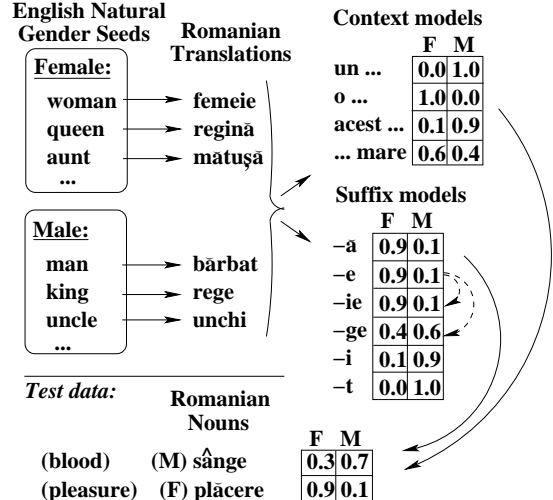 English Natural
Gender Seeds
Female:
woman
queen
aunt
...
Male:
man
king
uncle
...
Romanian
Translations
femeie
regină
mătușă
bărbat
rege
unchi
Context models
F M
un ... 0.0 1.0
o ... 1.0 0.0
acest ... 0.1 0.9
... mare 0.6 0.4
Suffix models
F M
−ă 0.9 0.1
−e 0.9 0.1
−ie 0.9 0.1
−ge 0.4 0.6
−i 0.1 0.9
−t 0.0 1.0
Test data:
Romanian
Nouns
F M
(blood) (M) sânge 0.3 0.7
(pleasure) (F) plăcere 0.9 0.1